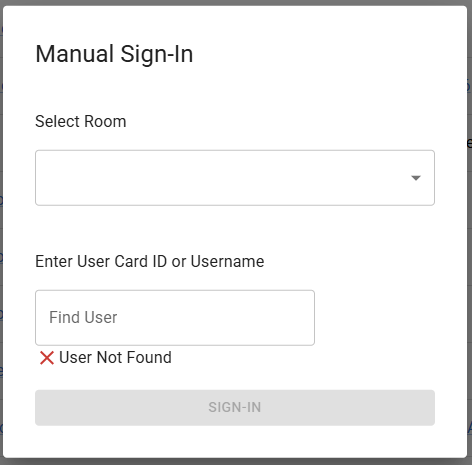 Manual Sign-In
Select Room
Enter User Card ID or Username
Find User
❌ User Not Found
SIGN-IN